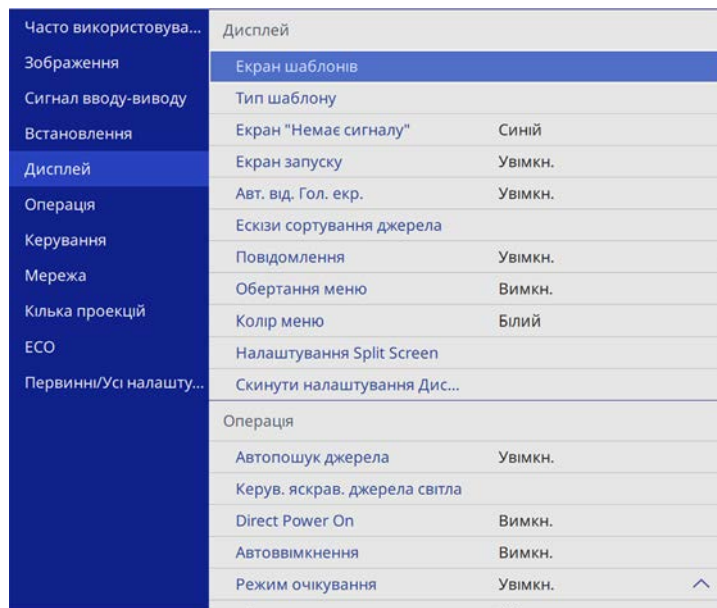 Часто використовува...
Зображення
Сигнал вводу-виводу
Встановлення
Дисплей
Операція
Керування
Мережа
Кілька проекцій
ECO
Первинні/Усі налашту...
Дисплей
Екран шаблонів
Тип шаблону
Екран "Немає сигналу" Синій
Екран запуску Увімкн.
Авт. від. Гол. екр. Увімкн.
Ескізи сортування джерела
Повідомлення Увімкн.
Обертання меню Вимкн.
Колір меню Білий
Налаштування Split Screen
Скинути налаштування Дис...
Операція
Автопошук джерела Увімкн.
Керув. яскрав. джерела світла
Direct Power On Вимкн.
Автоввімкнення Вимкн.
Режим очікування Увімкн.